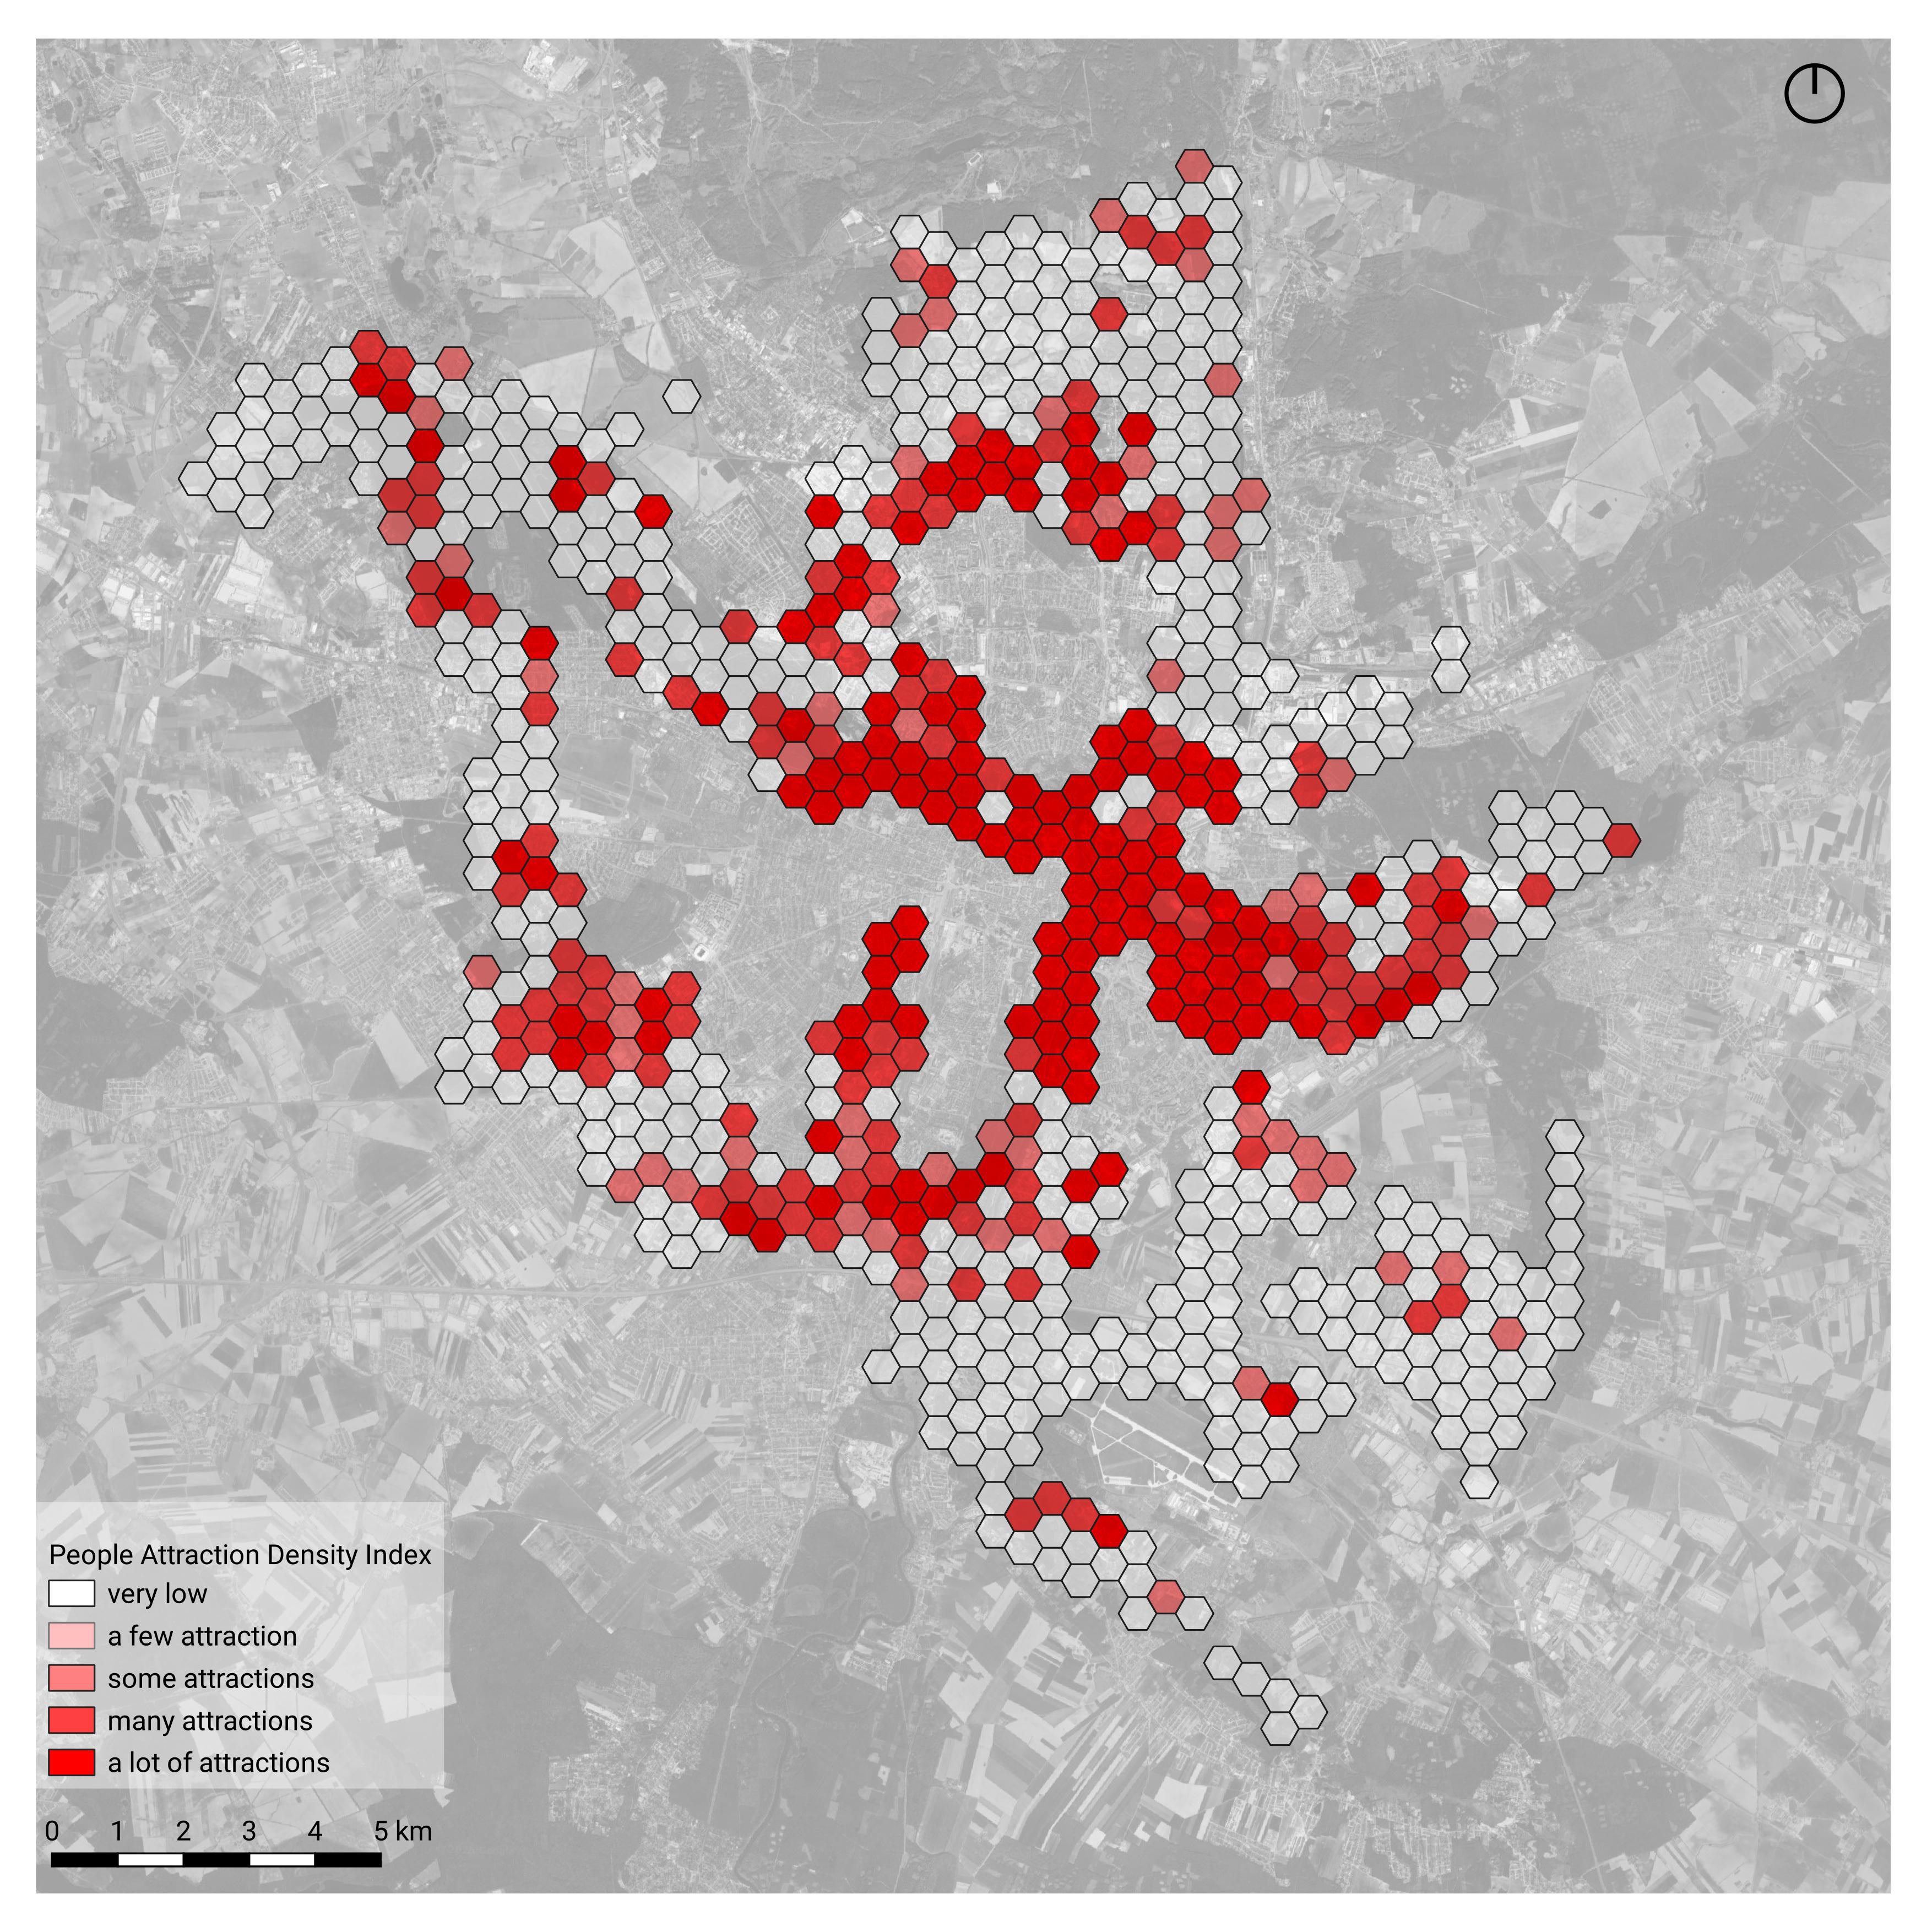 People Attraction Density Index
very low
a few attraction
some attractions
many attractions
a lot of attractions
0 1 2 3 4 5 km